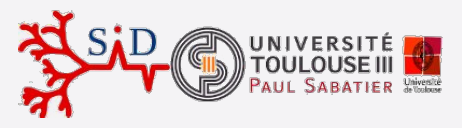 SiD
UNIVERSITÉ
TOULOUSE III
PAUL SABATIER
Université
de Toulouse